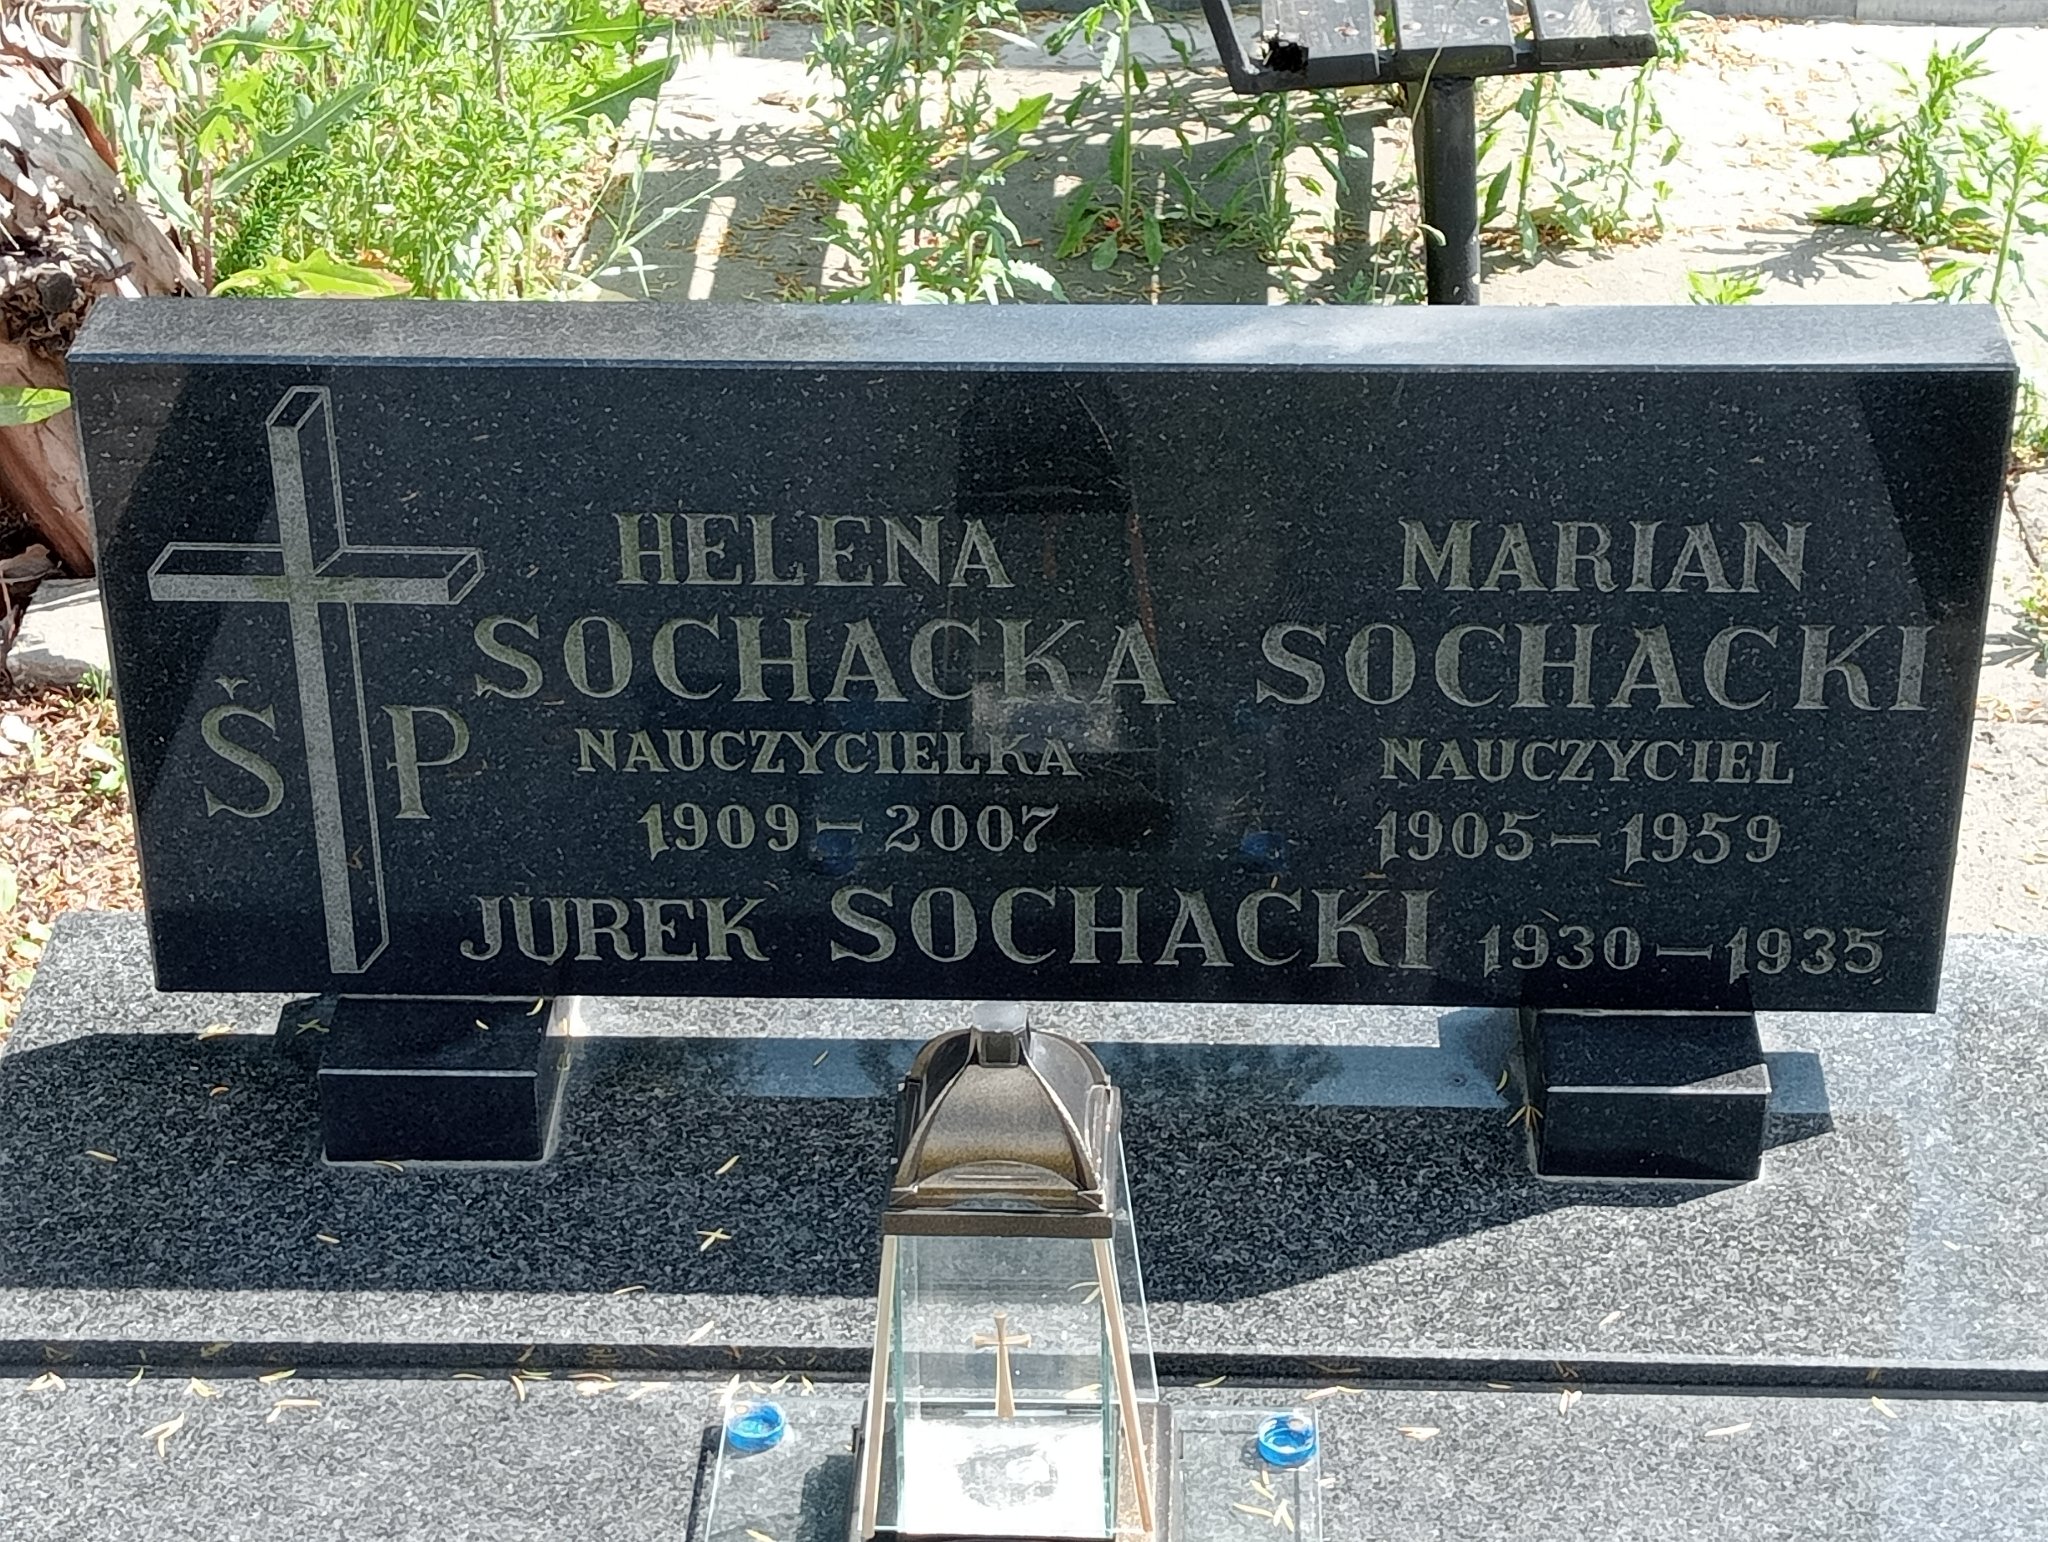 Š P
HELENA
SOCHACKA
NAUCZYCIELKA
1909 – 2007
MARIAN
SOCHACKI
NAUCZYCIEL
1905 – 1959
JUREK SOCHACKI 1930 – 1935